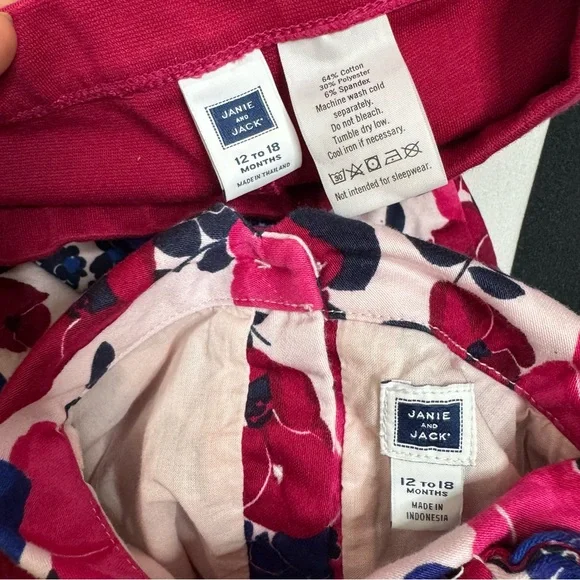 JANIE
AND
JACK®
12 TO 18
MONTHS
MADE IN THAILAND
64% Cotton
30% Polyester
6% Spandex
Machine wash cold
separately.
Do not bleach.
Tumble dry low.
Cool iron if necessary.
Not intended for sleepwear.
JANIE
AND
JACK®
12 TO 18
MONTHS
MADE IN
INDONESIA